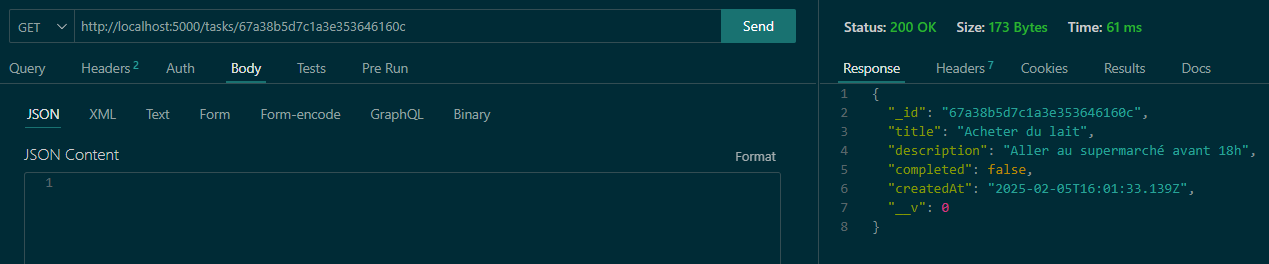 GET http://localhost:5000/tasks/67a38b5d7c1a3e353646160c Send
Query Headers 2 Auth Body Tests Pre Run
JSON XML Text Form Form-encode GraphQL Binary
JSON Content Format
1
Status: 200 OK Size: 173 Bytes Time: 61 ms
Response Headers 7 Cookies Results Docs
1 {
2 "_id": "67a38b5d7c1a3e353646160c",
3 "title": "Acheter du lait",
4 "description": "Aller au supermarché avant 18h",
5 "completed": false,
6 "createdAt": "2025-02-05T16:01:33.139Z",
7 "__v": 0
8 }